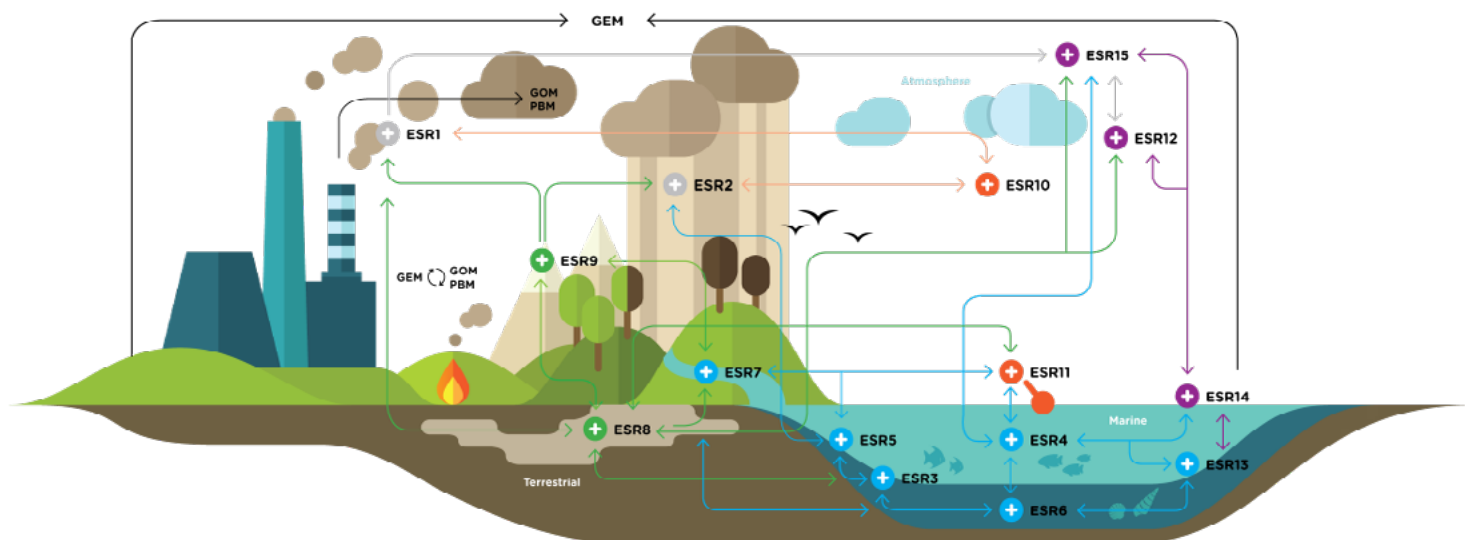 GEM
ESR15
Atmosphere
GOM
PBM
ESR1
ESR12
ESR2
ESR10
ESR9
GEM
GOM
PBM
ESR7
ESR11
ESR14
ESR8
Marine
ESR5
ESR4
ESR13
ESR3
Terrestrial
ESR6